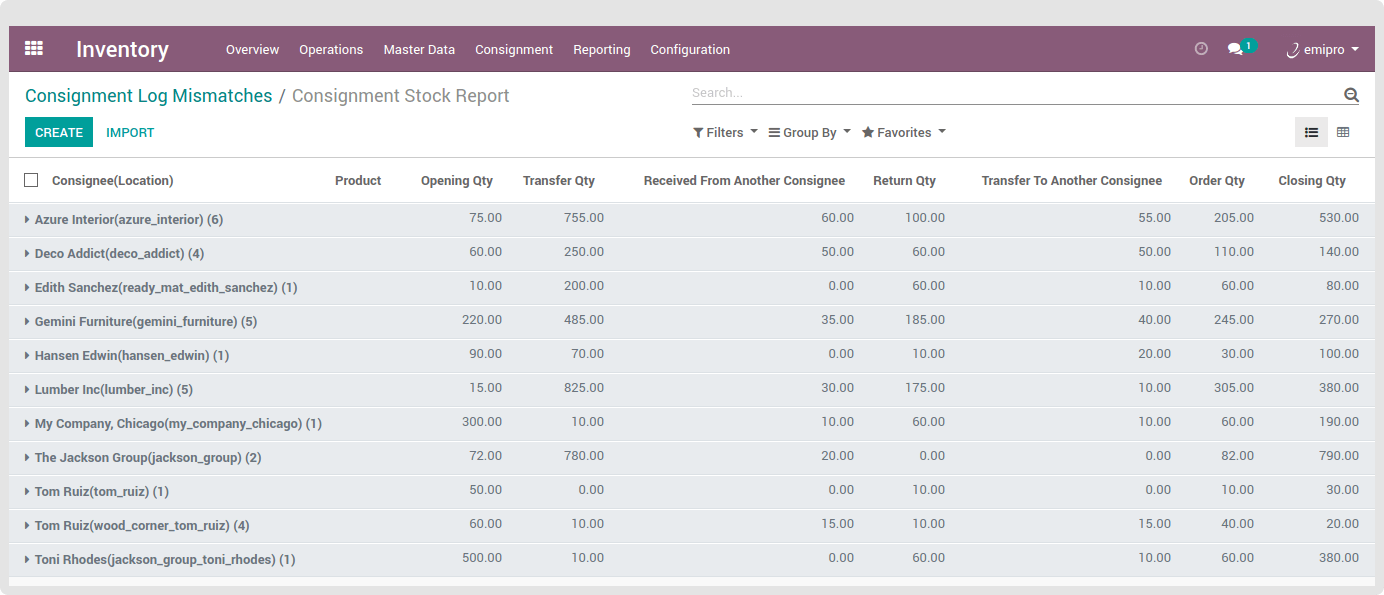 Inventory Overview Operations Master Data Consignment Reporting Configuration 1 emipro
Consignment Log Mismatches / Consignment Stock Report Search...
CREATE IMPORT Filters Group By Favorites
Consignee(Location) Product Opening Qty Transfer Qty Received From Another Consignee Return Qty Transfer To Another Consignee Order Qty Closing Qty
Azure Interior(azure_interior) (6) 75.00 755.00 60.00 100.00 55.00 205.00 530.00
Deco Addict(deco_addict) (4) 60.00 250.00 50.00 60.00 50.00 110.00 140.00
Edith Sanchez(ready_mat_edith_sanchez) (1) 10.00 200.00 0.00 60.00 10.00 60.00 80.00
Gemini Furniture(gemini_furniture) (5) 220.00 485.00 35.00 185.00 40.00 245.00 270.00
Hansen Edwin(hansen_edwin) (1) 90.00 70.00 0.00 10.00 20.00 30.00 100.00
Lumber Inc(lumber_inc) (5) 15.00 825.00 30.00 175.00 10.00 305.00 380.00
My Company, Chicago(my_company_chicago) (1) 300.00 10.00 10.00 60.00 10.00 60.00 190.00
The Jackson Group(jackson_group) (2) 72.00 780.00 20.00 0.00 0.00 82.00 790.00
Tom Ruiz(tom_ruiz) (1) 50.00 0.00 0.00 10.00 0.00 10.00 30.00
Tom Ruiz(wood_corner_tom_ruiz) (4) 60.00 10.00 15.00 10.00 15.00 40.00 20.00
Toni Rhodes(jackson_group_toni_rhodes) (1) 500.00 10.00 0.00 60.00 10.00 60.00 380.00